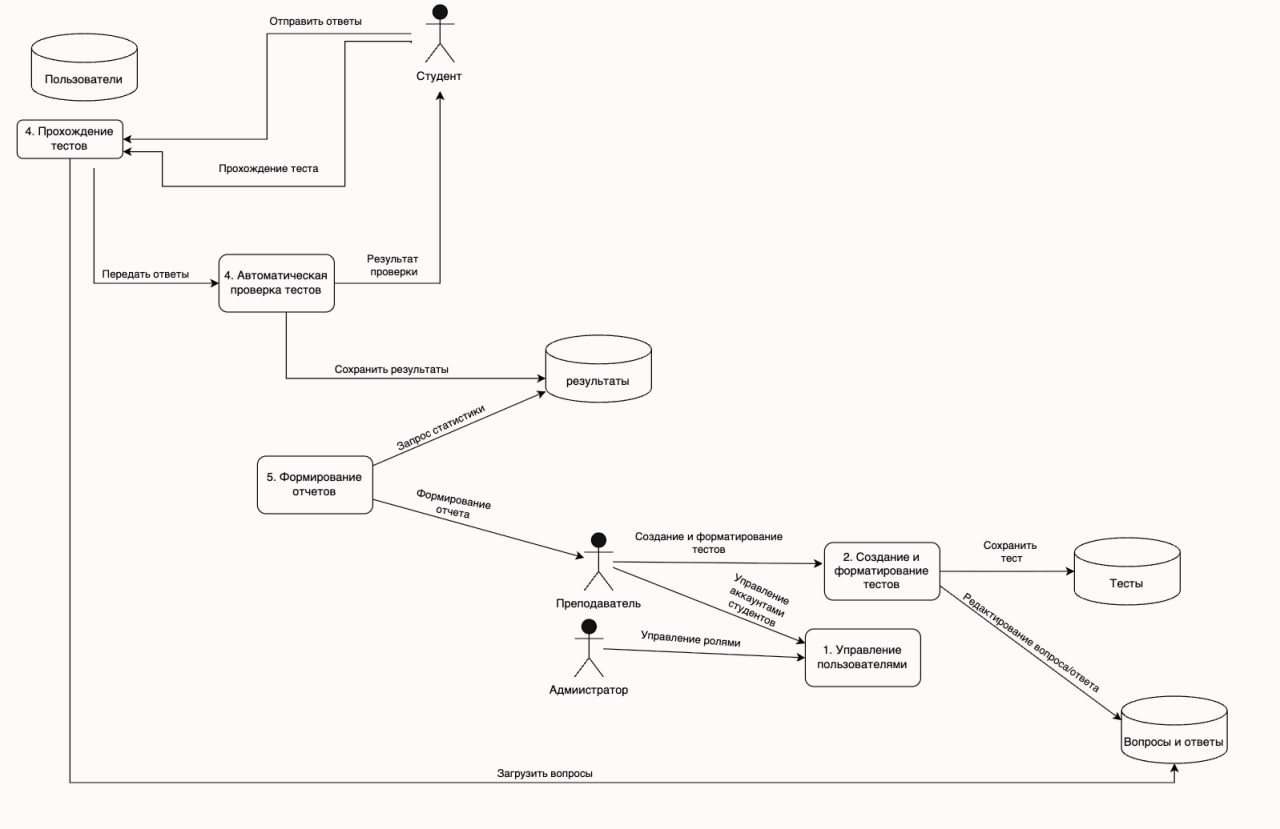 Отправить ответы
Студент
Пользователи
4. Прохождение
тестов
Прохождение теста
Передать ответы
4. Автоматическая
проверка тестов
Результат
проверки
Сохранить результаты
результаты
Запрос статистики
5. Формирование
отчетов
Формирование
отчета
Преподаватель
Создание и форматирование
тестов
2. Создание и
форматирование
тестов
Сохранить
тест
Тесты
Управление
аккаунтами
студентов
Редактирование вопроса/ответа
Управление ролями
1. Управление
пользователями
Адмиистратор
Вопросы и ответы
Загрузить вопросы